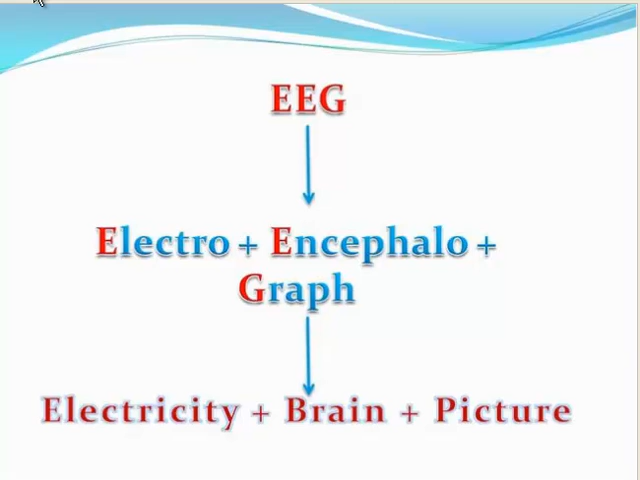 EEG
Electro + Encephalo +
Graph
Electricity + Brain + Picture